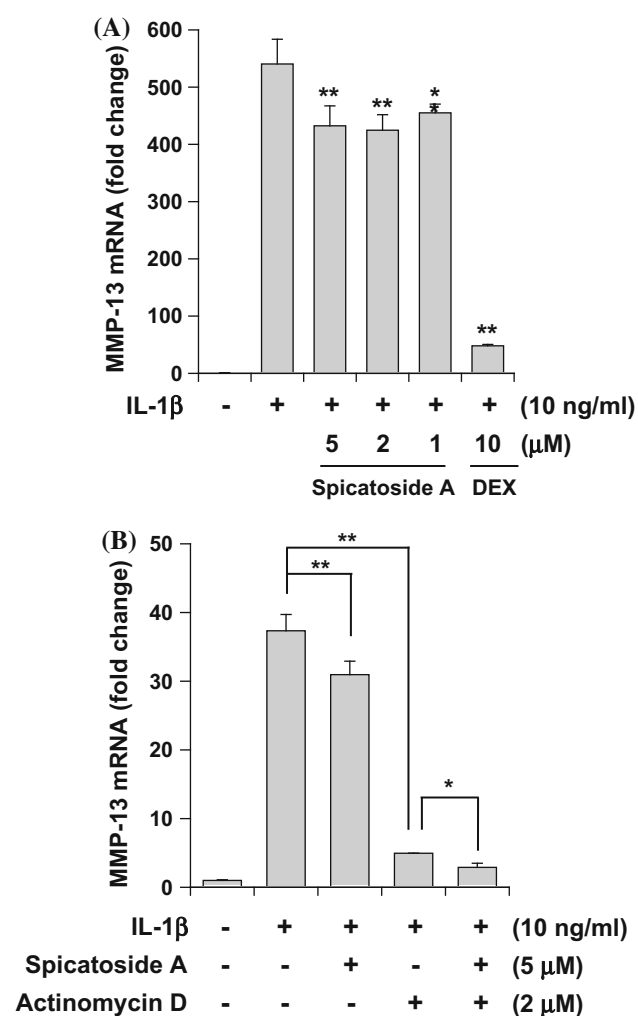 (A)
MMP-13 mRNA (fold change)
600
500
400
300
200
100
0
**
**
*
*
**
IL-1β - + + + + + (10 ng/ml)
5 2 1 10 (μM)
Spicatoside A DEX
(B)
MMP-13 mRNA (fold change)
50
40
30
20
10
0
**
**
*
IL-1β - + + + + (10 ng/ml)
Spicatoside A - - + - + (5 μM)
Actinomycin D - - - + + (2 μM)